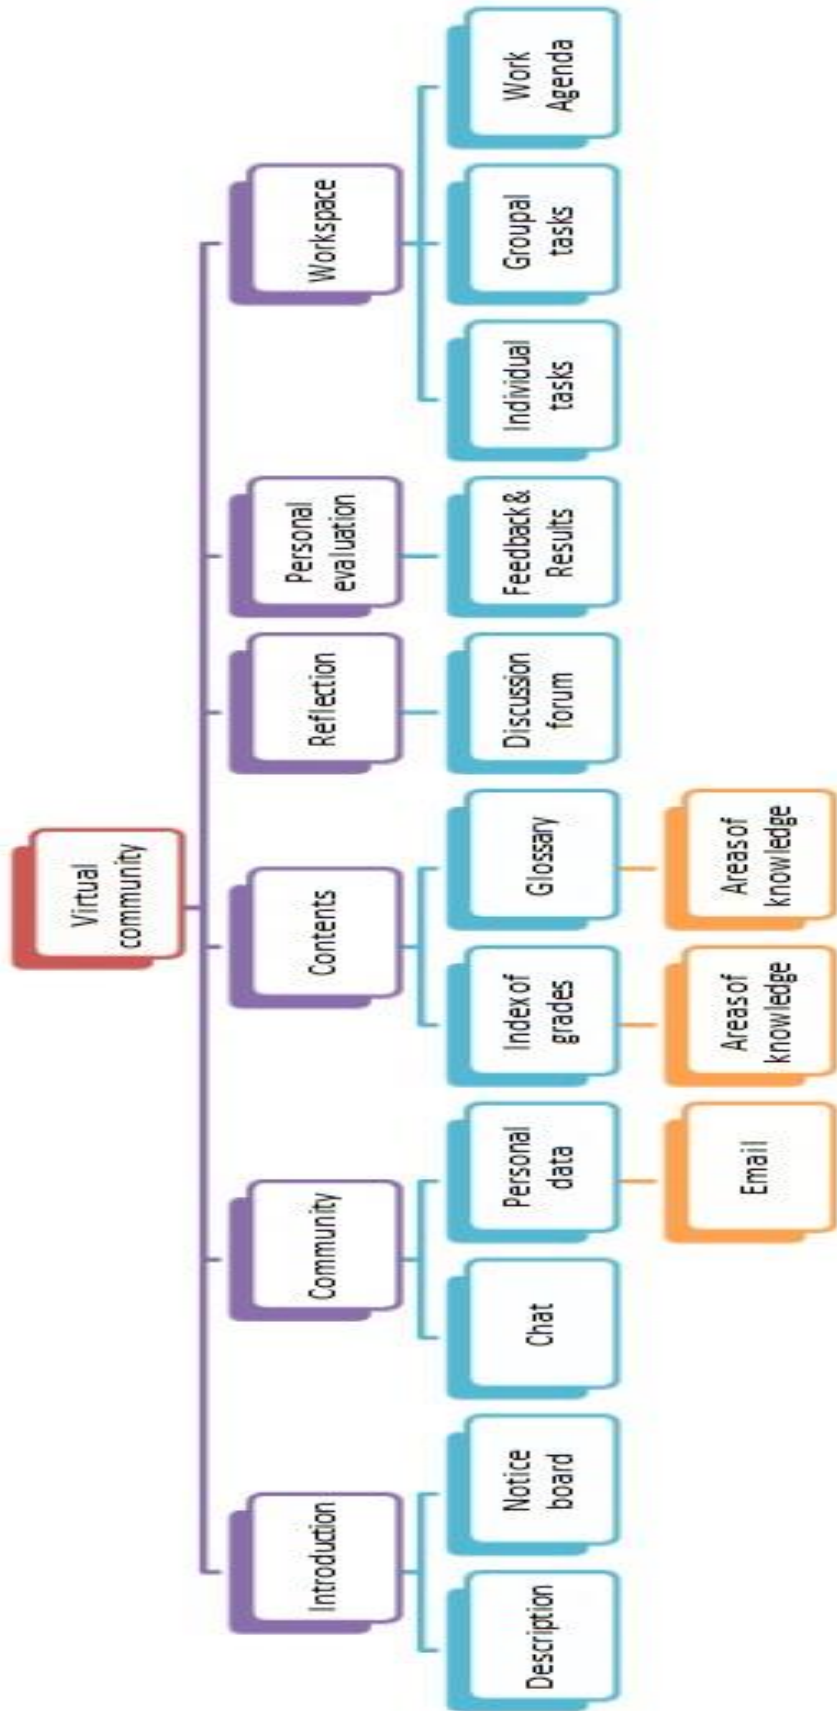 Virtual
community
Introduction
Community
Contents
Reflection
Personal
evaluation
Workspace
Description
Notice
board
Chat
Personal
data
Index of
grades
Glossary
Discussion
forum
Feedback &
Results
Individual
tasks
Groupal
tasks
Work
Agenda
Email
Areas of
knowledge
Areas of
knowledge